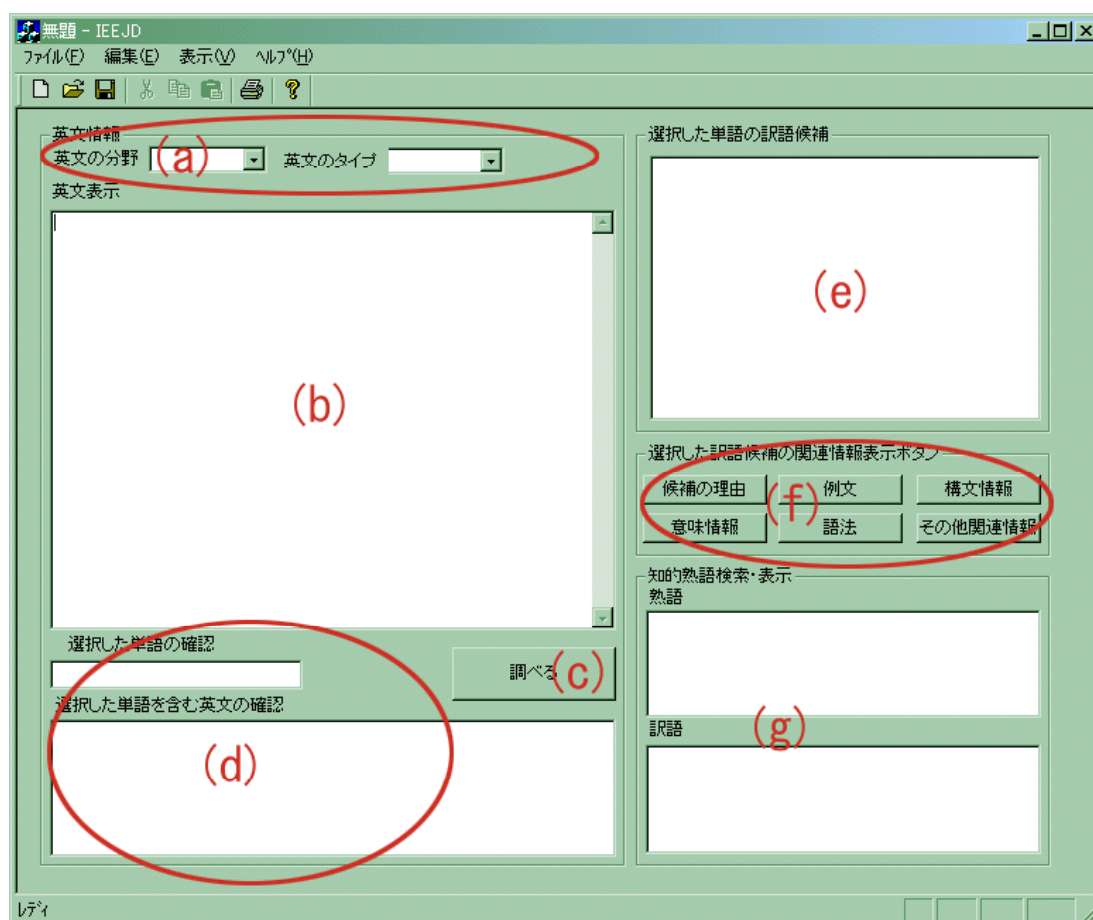 無題 - IEEJD
ﾌｧｲﾙ(F) 編集(E) 表示(V) ﾍﾙﾌﾟ(H)
英文情報
英文の分野 (a) 英文のタイプ
英文表示
(b)
選択した単語の確認
調べる (c)
選択した単語を含む英文の確認
(d)
選択した単語の訳語候補
(e)
選択した訳語候補の関連情報表示ボタン
候補の理由 例文 構文情報
(f)
意味情報 語法 その他関連情報
知的熟語検索・表示
熟語
訳語
(g)
ﾚﾃﾞｨ